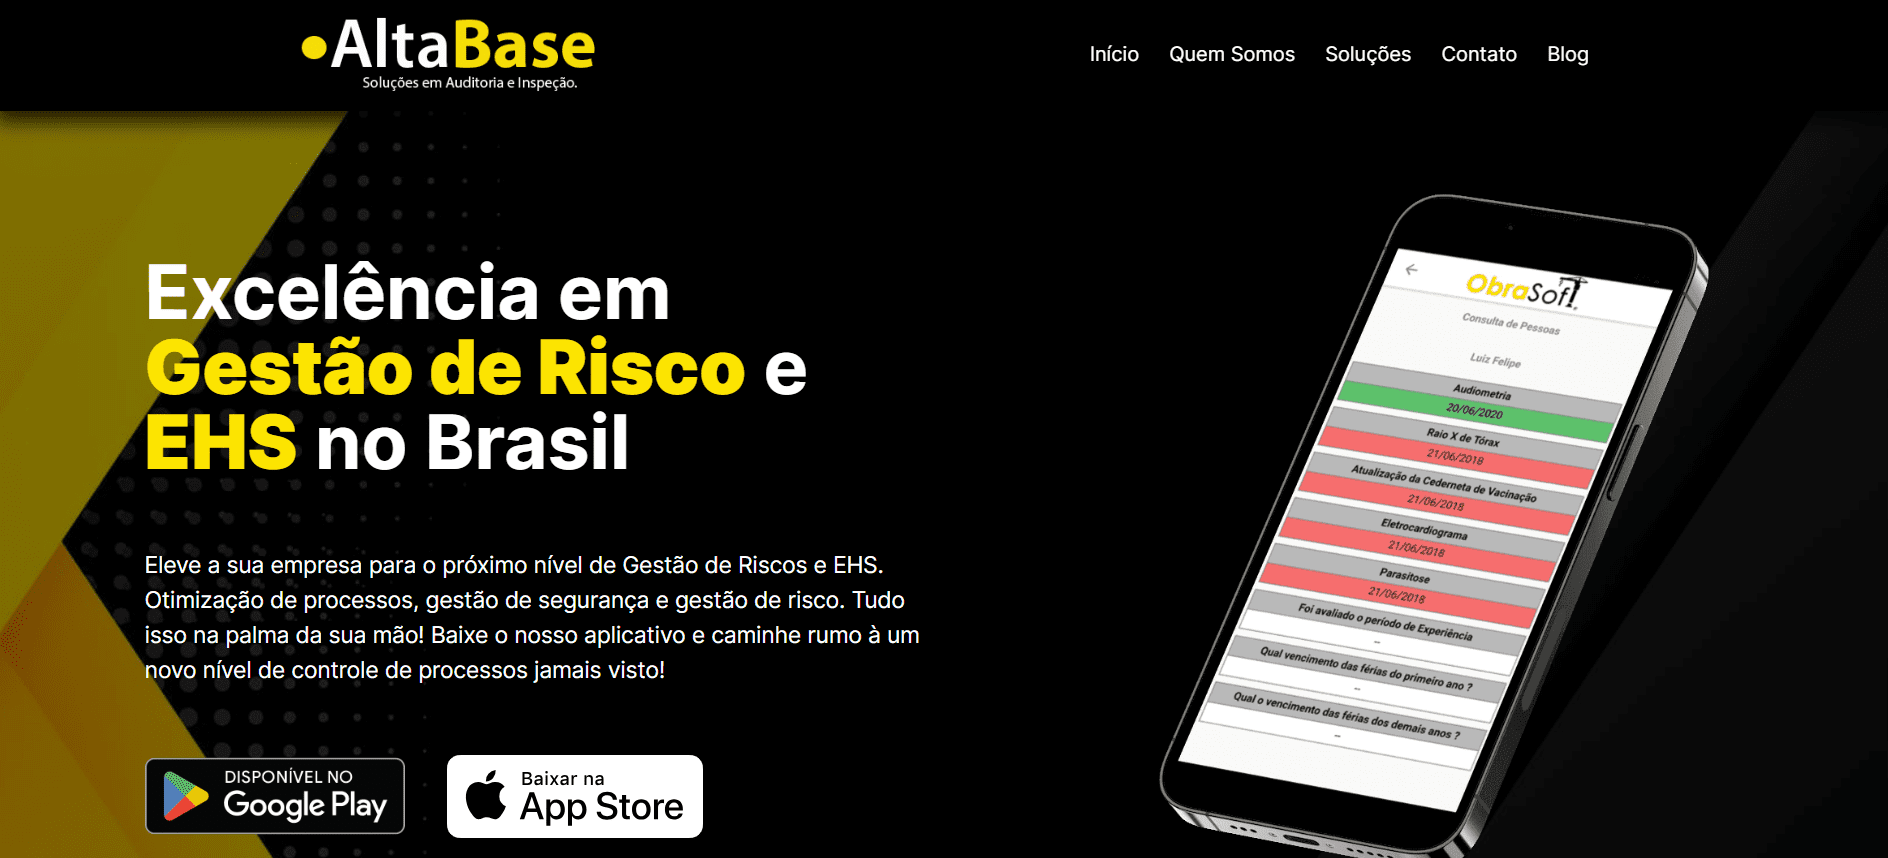 AltaBase
Soluções em Auditoria e Inspeção.
Início Quem Somos Soluções Contato Blog
Excelência em
Gestão de Risco e
EHS no Brasil
Eleve a sua empresa para o próximo nível de Gestão de Riscos e EHS.
Otimização de processos, gestão de segurança e gestão de risco. Tudo
isso na palma da sua mão! Baixe o nosso aplicativo e caminhe rumo à um
novo nível de controle de processos jamais visto!
DISPONÍVEL NO
Google Play
Baixar na
App Store
ObraSoft
Consulta de Pessoas
Luiz Felipe
Audiometria
20/06/2020
Raio X de Tórax
21/06/2018
Atualização da Cederneta de Vacinação
21/06/2018
Eletrocardiograma
21/06/2018
Parasitose
21/06/2018
Foi avaliado o período de Experiência
--
Qual vencimento das férias do primeiro ano ?
--
Qual o vencimento das férias dos demais anos ?
--